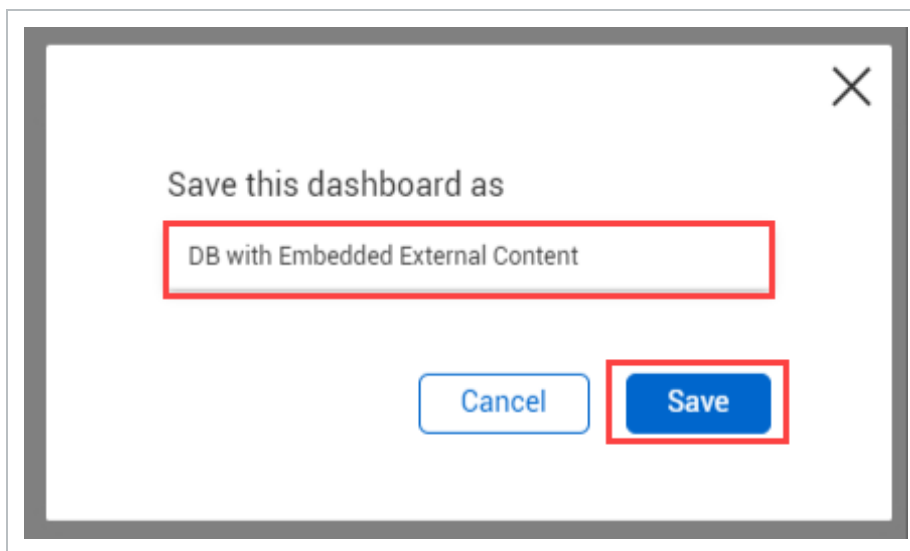 Save this dashboard as
DB with Embedded External Content
Cancel
Save